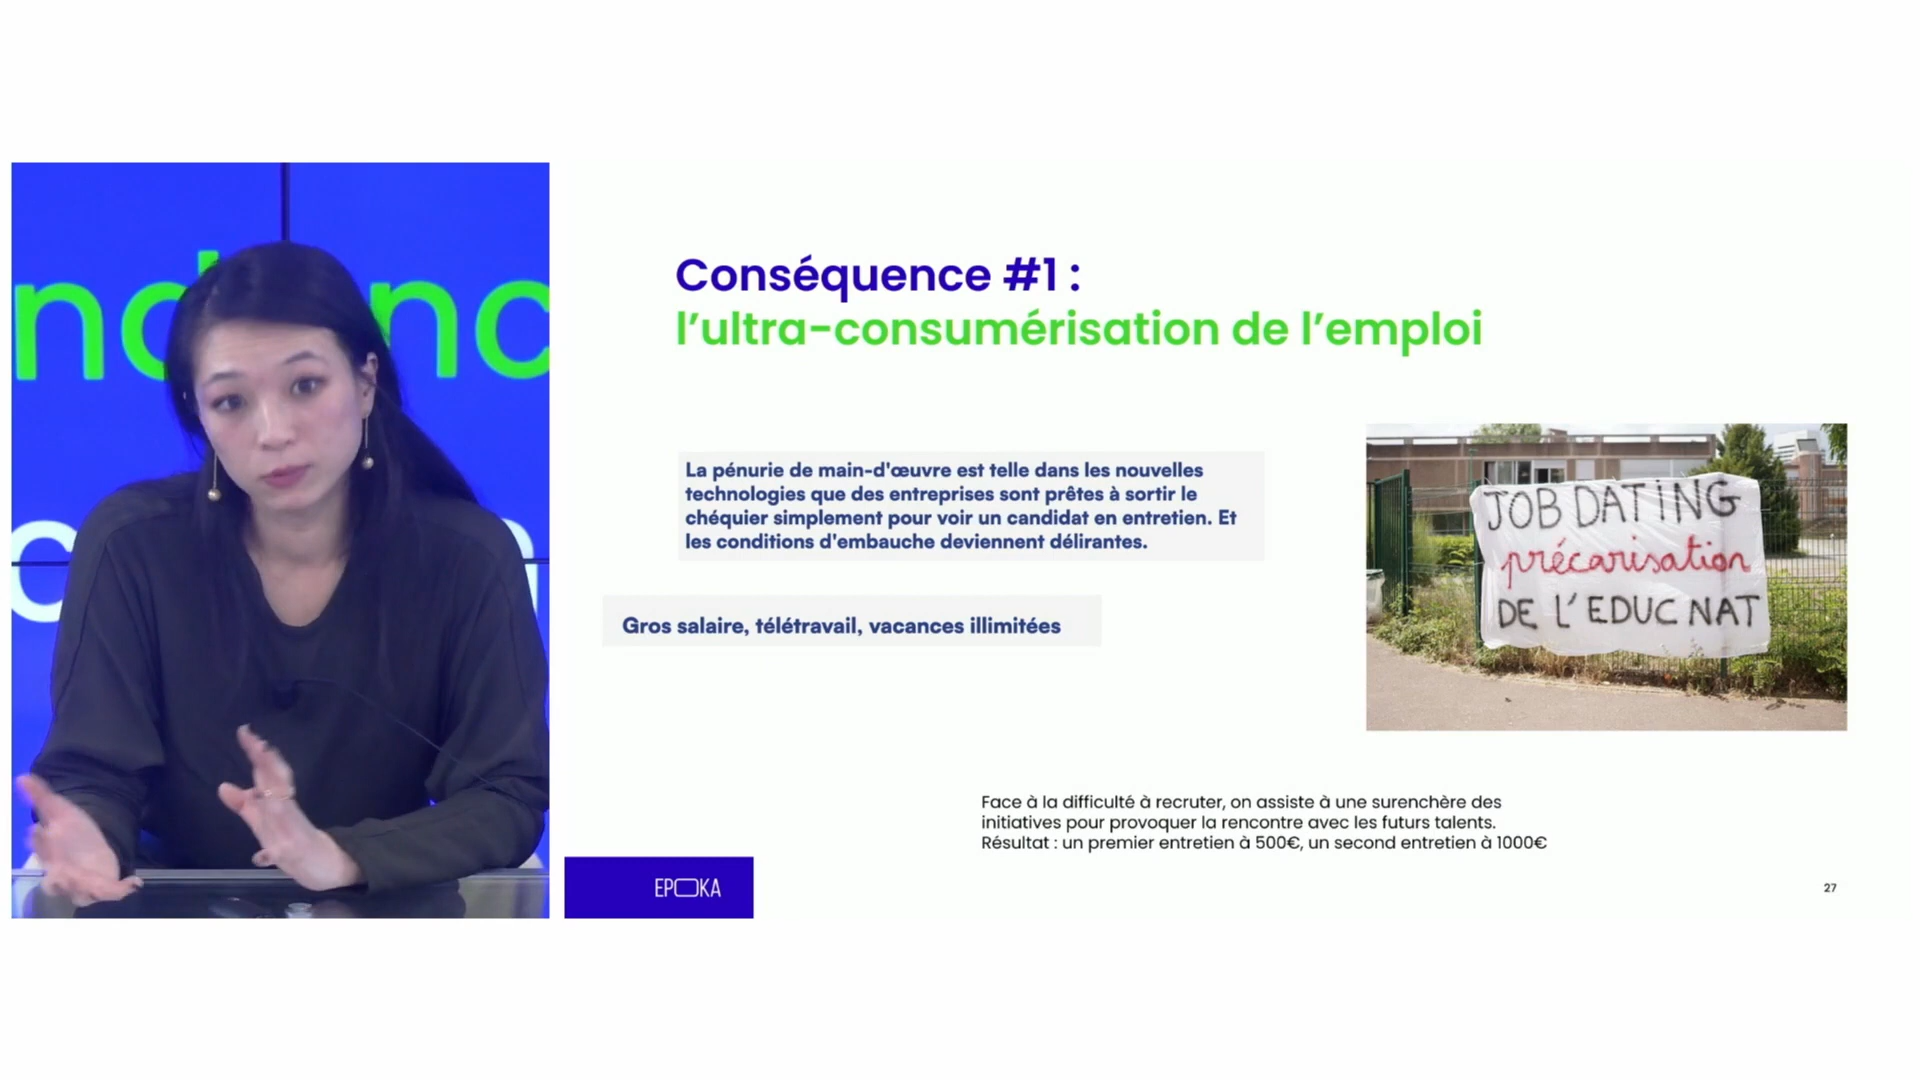 Conséquence #1 :
l’ultra-consumérisation de l’emploi
La pénurie de main-d'œuvre est telle dans les nouvelles
technologies que des entreprises sont prêtes à sortir le
chéquier simplement pour voir un candidat en entretien. Et
les conditions d'embauche deviennent délirantes.
Gros salaire, télétravail, vacances illimitées
JOB DATING
précarisation
DE L'EDUC NAT
Face à la difficulté à recruter, on assiste à une surenchère des
initiatives pour provoquer la rencontre avec les futurs talents.
Résultat : un premier entretien à 500€, un second entretien à 1000€
EPOKA
27